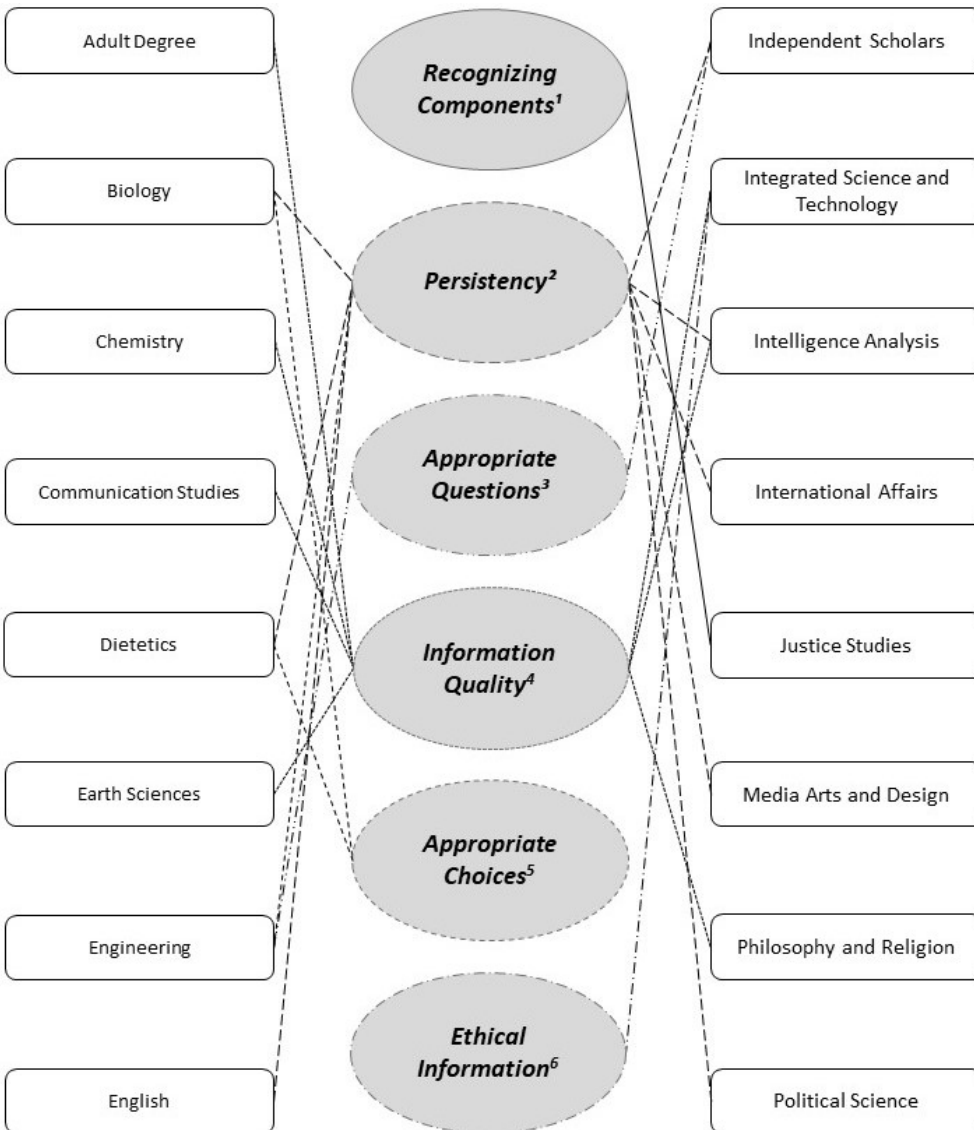 Adult Degree
Biology
Chemistry
Communication Studies
Dietetics
Earth Sciences
Engineering
English
Recognizing
Components¹
Persistency²
Appropriate
Questions³
Information
Quality⁴
Appropriate
Choices⁵
Ethical
Information⁶
Independent Scholars
Integrated Science and
Technology
Intelligence Analysis
International Affairs
Justice Studies
Media Arts and Design
Philosophy and Religion
Political Science